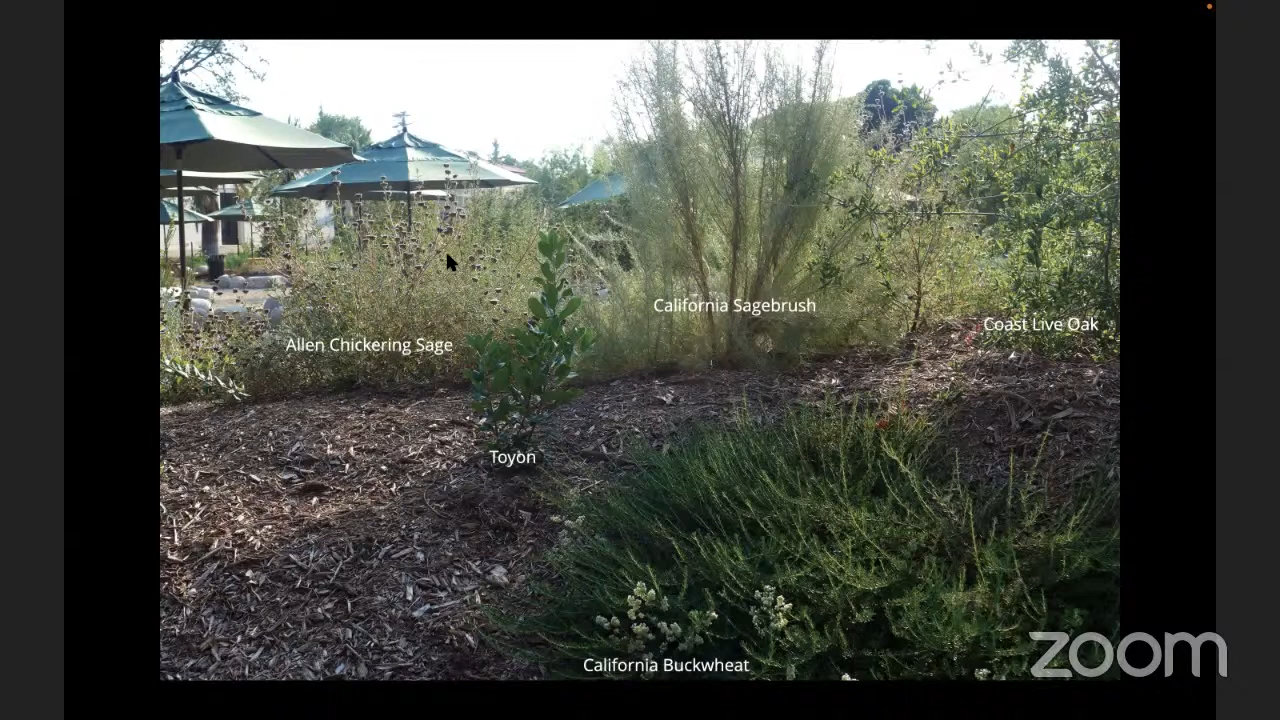 California Sagebrush
Coast Live Oak
Allen Chickering Sage
Toyon
California Buckwheat
zoom